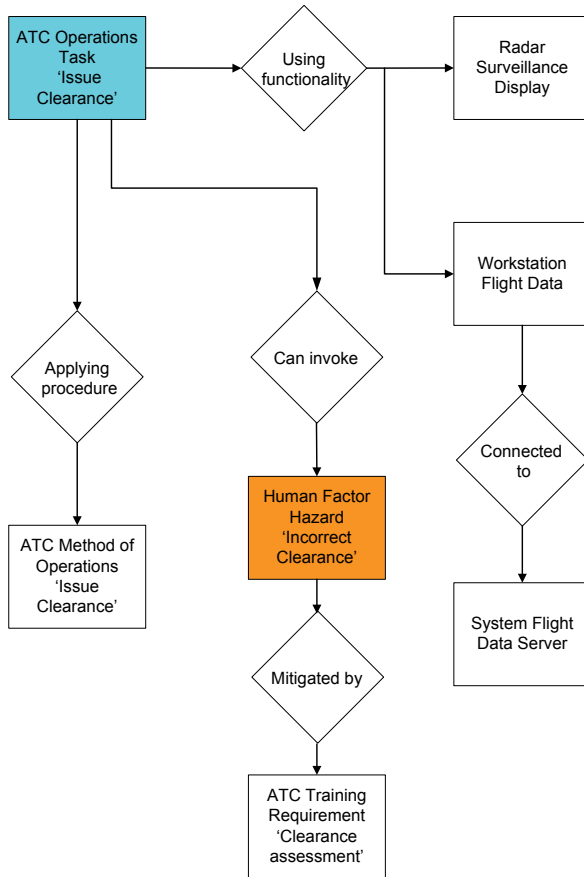 ATC Operations
Task
‘Issue
Clearance’
Using
functionality
Radar
Surveillance
Display
Workstation
Flight Data
Applying
procedure
Can invoke
Connected
to
Human Factor
Hazard
‘Incorrect
Clearance’
ATC Method of
Operations
‘Issue
Clearance’
System Flight
Data Server
Mitigated by
ATC Training
Requirement
‘Clearance
assessment’